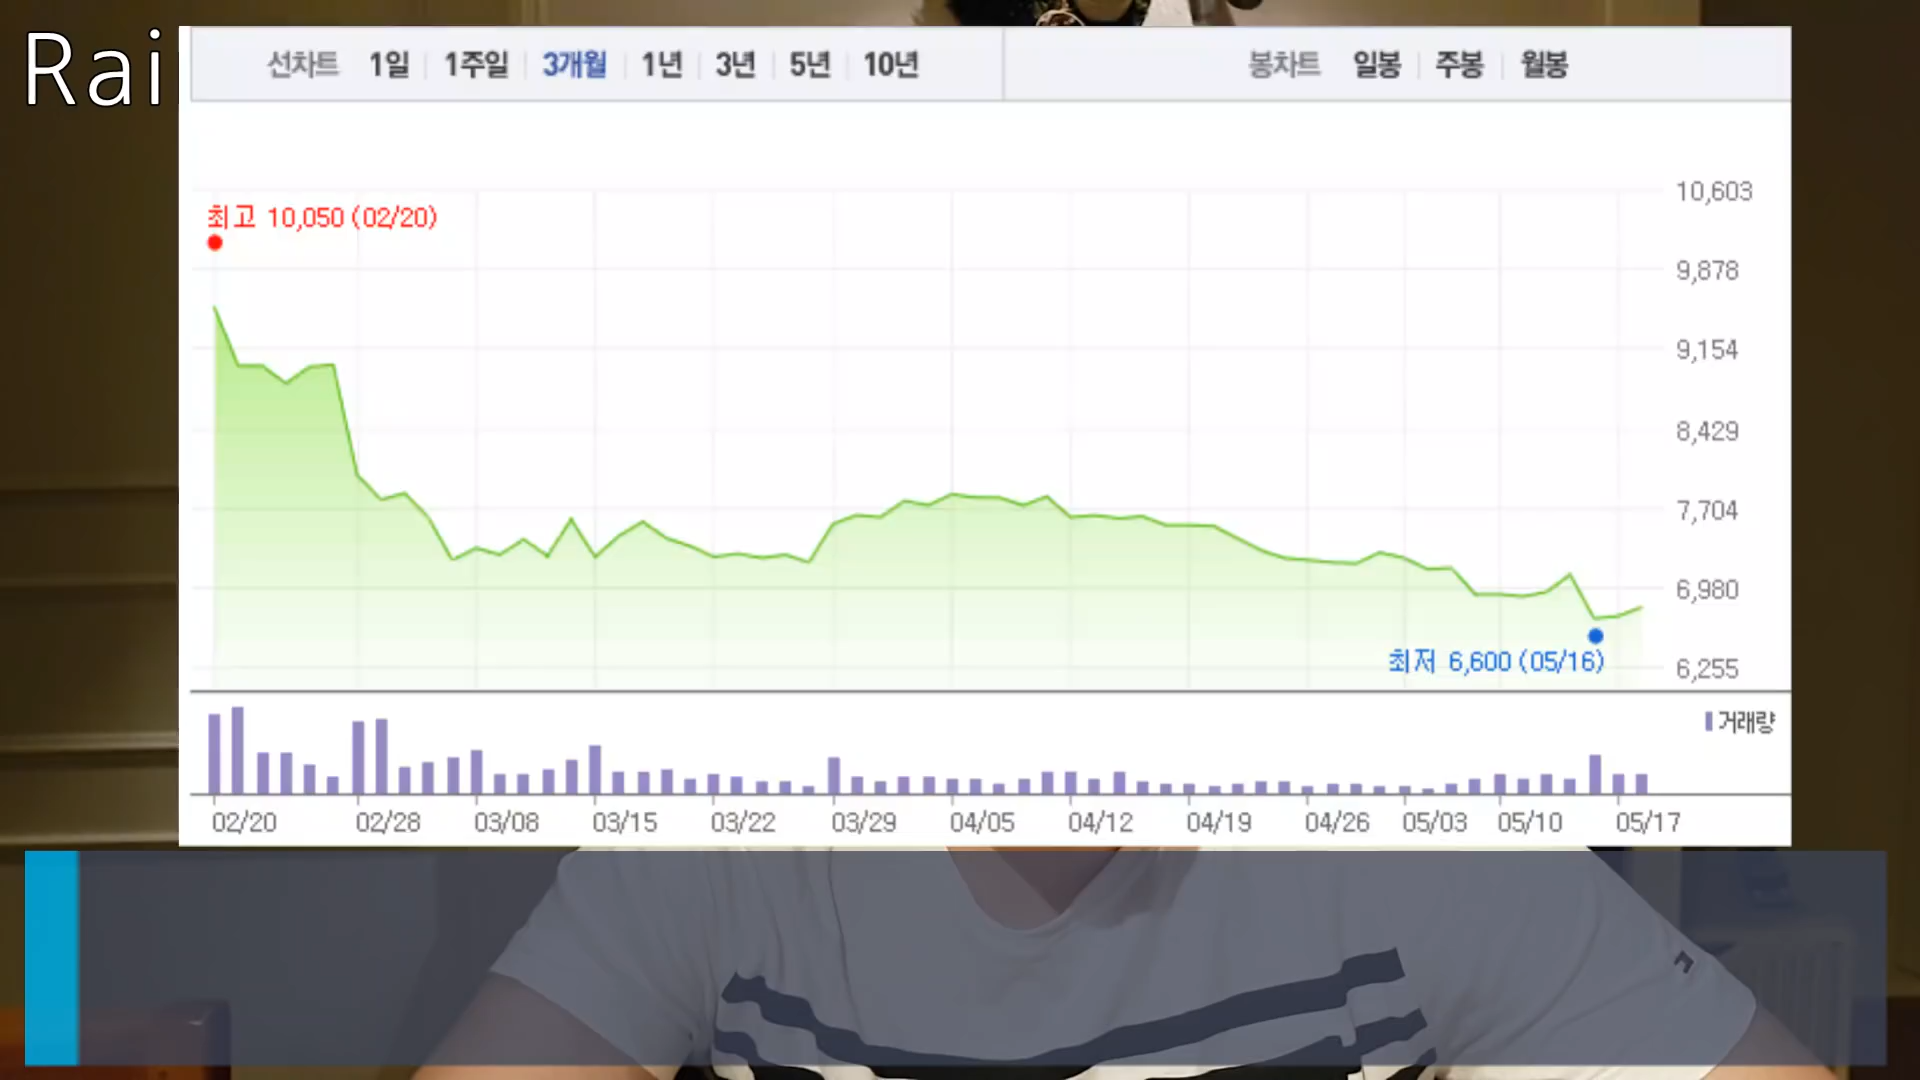 Rai
선차트 1일 1주일 3개월 1년 3년 5년 10년
봉차트 일봉 주봉 월봉
최고 10,050 (02/20)
10,603
9,878
9,154
8,429
7,704
6,980
6,255
최저 6,600 (05/16)
거래량
02/20 02/28 03/08 03/15 03/22 03/29 04/05 04/12 04/19 04/26 05/03 05/10 05/17